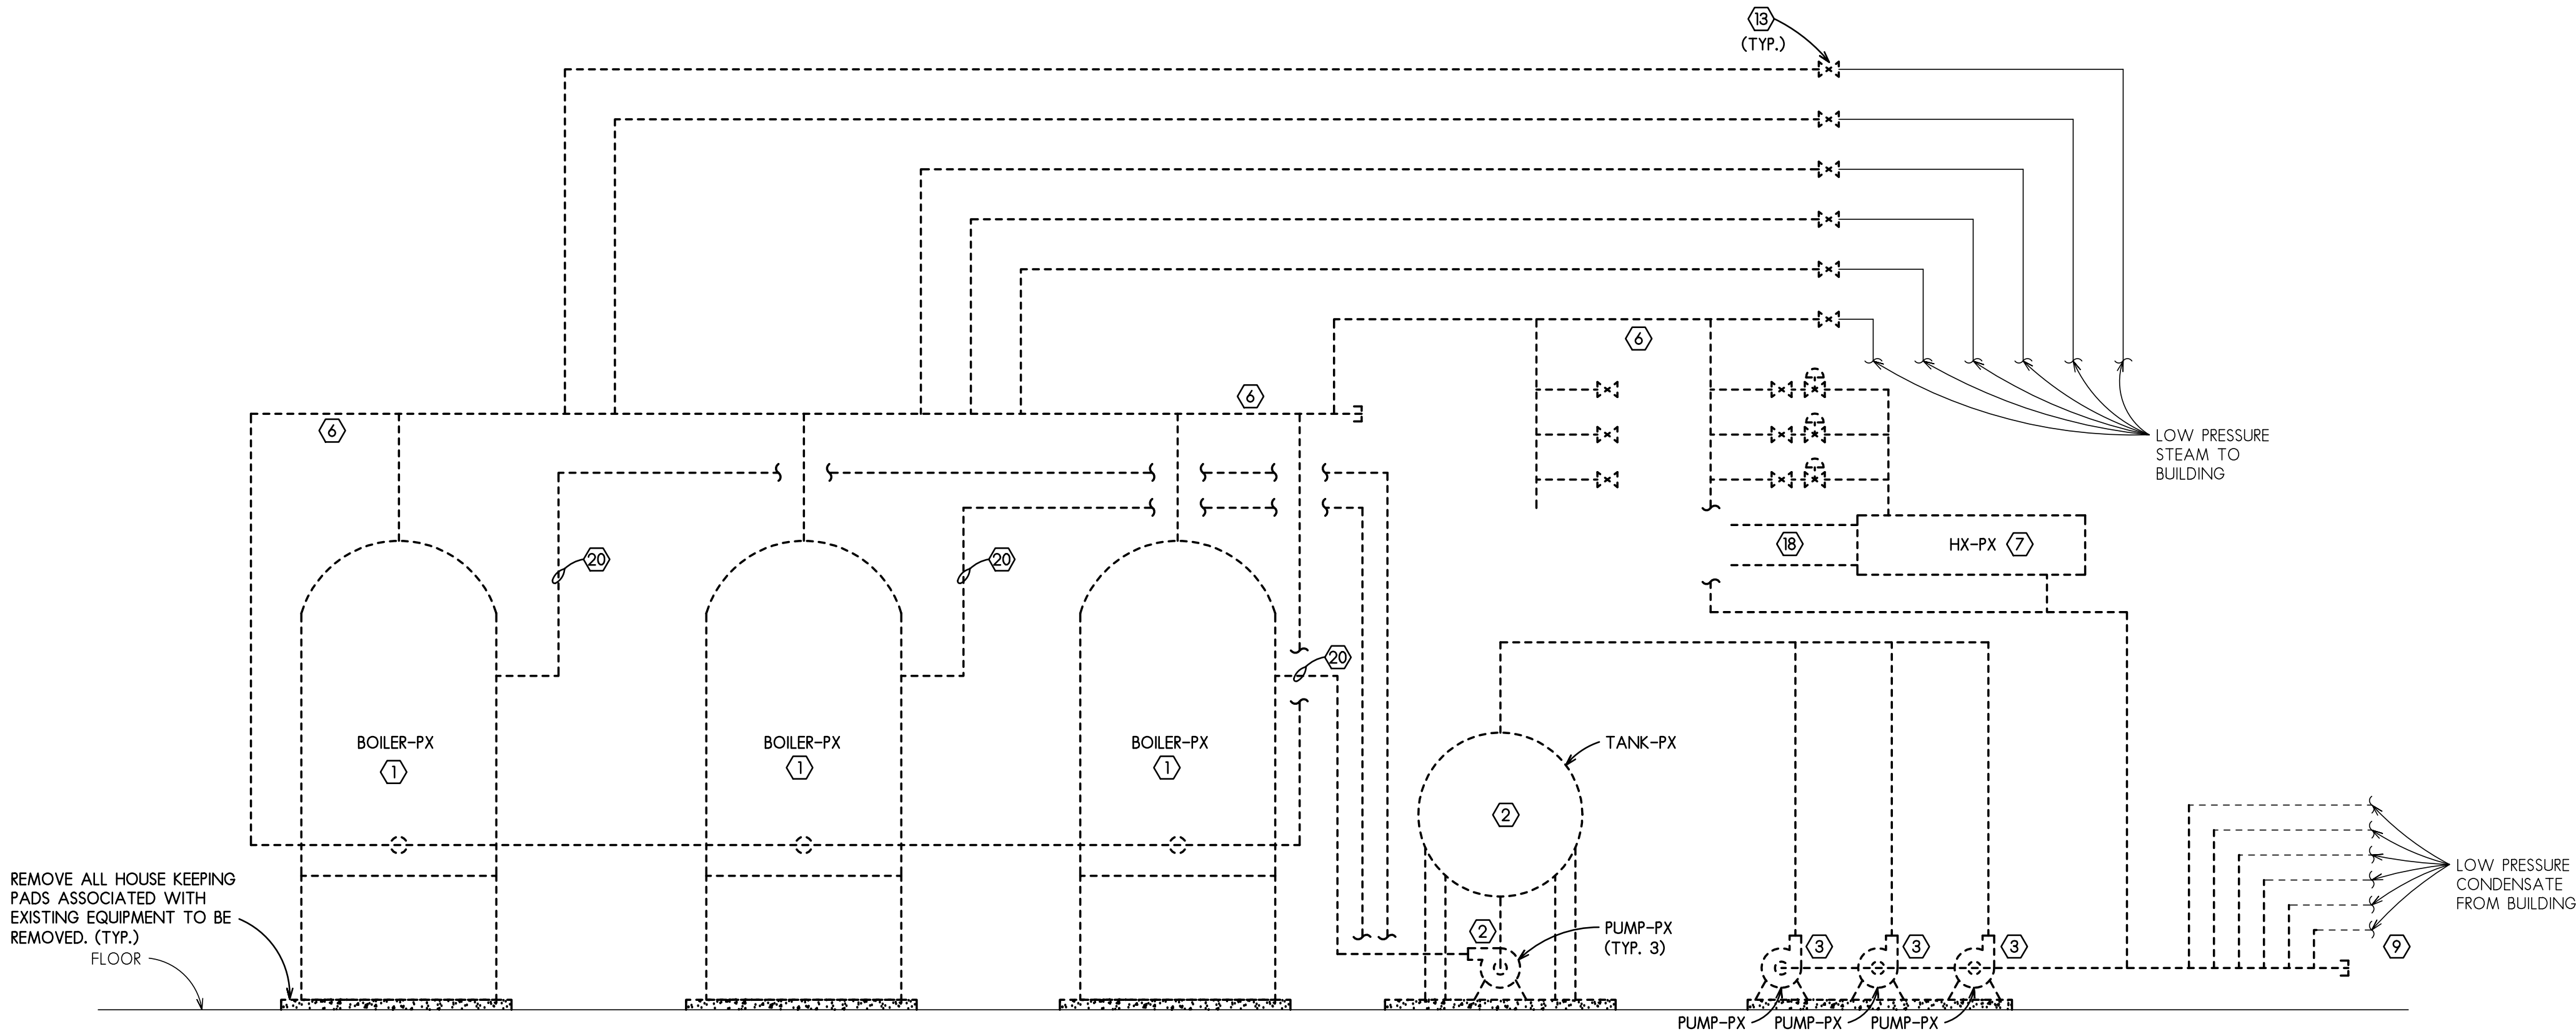 13
(TYP.)
6
6
6
LOW PRESSURE
STEAM TO
BUILDING
20
20
18
HX-PX
7
20
BOILER-PX
1
BOILER-PX
1
BOILER-PX
1
TANK-PX
2
REMOVE ALL HOUSE KEEPING
PADS ASSOCIATED WITH
EXISTING EQUIPMENT TO BE
REMOVED. (TYP.)
FLOOR
2
PUMP-PX
(TYP. 3)
3
3
3
LOW PRESSURE
CONDENSATE
FROM BUILDING
9
PUMP-PX
PUMP-PX
PUMP-PX